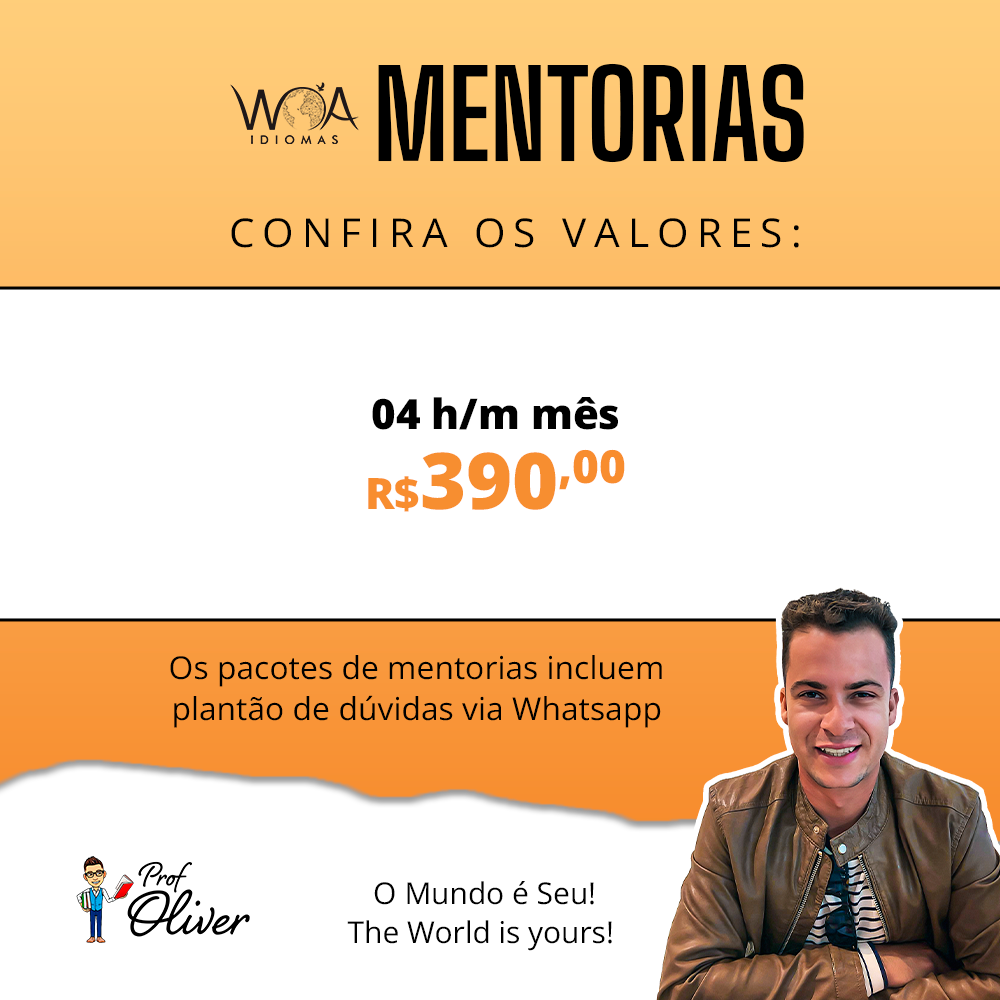 WOA
IDIOMAS
MENTORIAS
CONFIRA OS VALORES:
04 h/m mês
R$390,00
Os pacotes de mentorias incluem
plantão de dúvidas via Whatsapp
Prof
Oliver
O Mundo é Seu!
The World is yours!